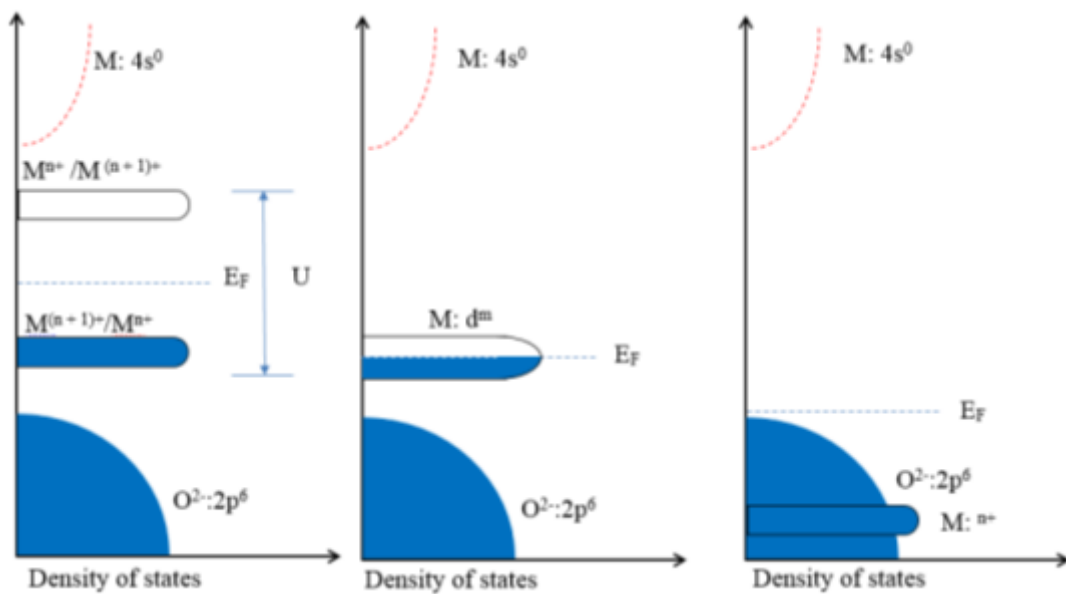 M: 4s⁰
Mⁿ⁺ /M ⁽ⁿ ⁺ ¹⁾⁺
E_F
U
M⁽ⁿ ⁺ ¹⁾⁺/Mⁿ⁺
O²⁻:2p⁶
Density of states
M: 4s⁰
M: dᵐ
E_F
O²⁻:2p⁶
Density of states
M: 4s⁰
E_F
O²⁻:2p⁶
M: ⁿ⁺
Density of states